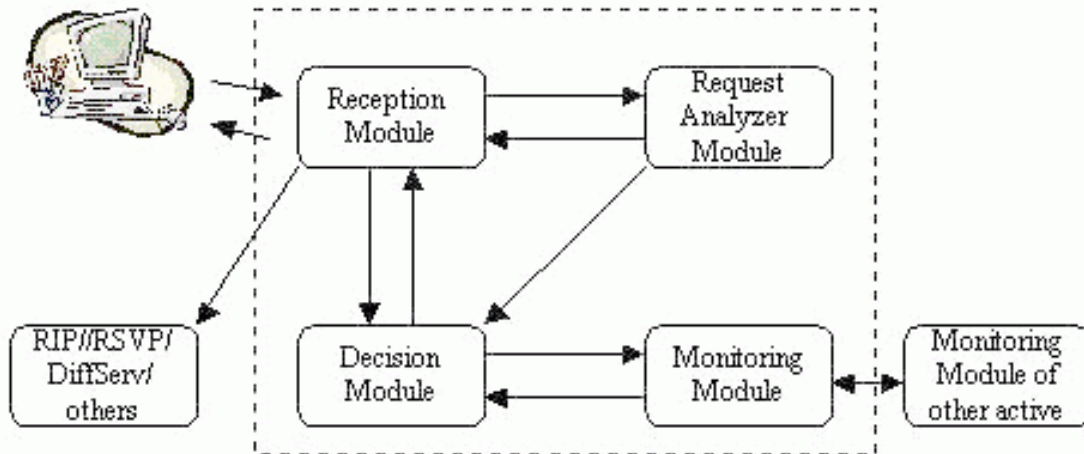 Reception
Module
Request
Analyzer
Module
RIP//RSVP/
DiffServ/
others
Decision
Module
Monitoring
Module
Monitoring
Module of
other active